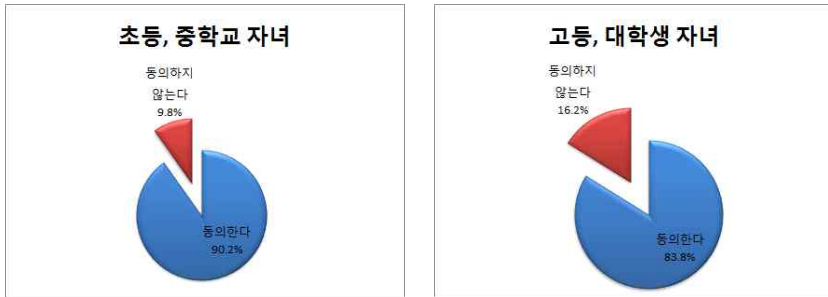 초등, 중학교 자녀
동의하지
않는다
9.8%
동의한다
90.2%
고등, 대학생 자녀
동의하지
않는다
16.2%
동의한다
83.8%